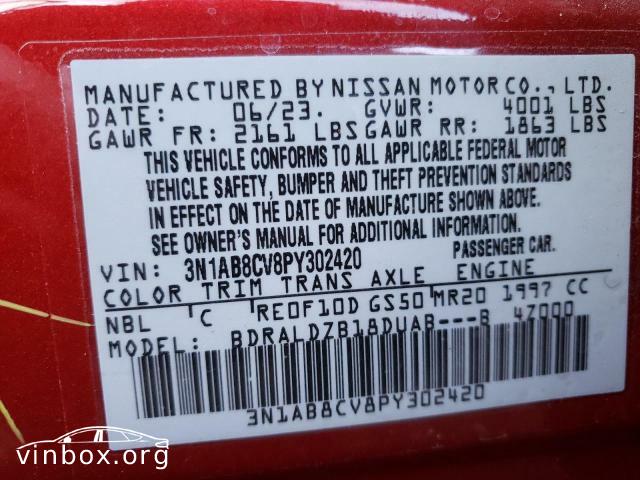 MANUFACTURED BY NISSAN MOTOR CO., LTD.
DATE: 06/23. GVWR: 4001 LBS
GAWR FR: 2161 LBS GAWR RR: 1863 LBS
THIS VEHICLE CONFORMS TO ALL APPLICABLE FEDERAL MOTOR
VEHICLE SAFETY, BUMPER AND THEFT PREVENTION STANDARDS
IN EFFECT ON THE DATE OF MANUFACTURE SHOWN ABOVE.
SEE OWNER'S MANUAL FOR ADDITIONAL INFORMATION.
VIN: 3N1AB8CV8PY302420 PASSENGER CAR.
COLOR TRIM TRANS AXLE ENGINE
NBL C RE0F10D GS50 MR20 1997 CC
MODEL: BDRALDZB18DUAB---B 47000
3N1AB8CV8PY302420
vinbox.org